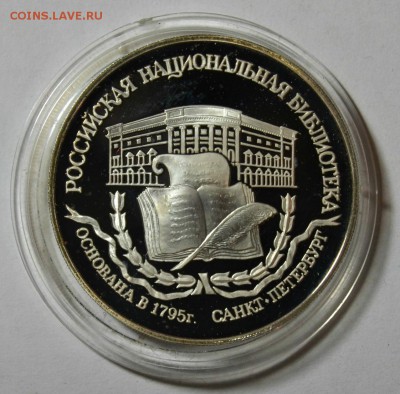 COINS.LAVE.RU
РОССИЙСКАЯ НАЦИОНАЛЬНАЯ БИБЛИОТЕКА
ОСНОВАНА В 1795г. САНКТ-ПЕТЕРБУРГ